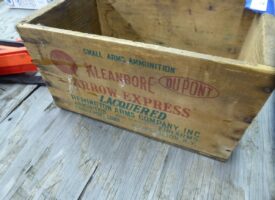 SMALL ARMS AMMUNITION
KLEANBORE DUPONT
ARROW EXPRESS
LACQUERED
REMINGTON ARMS COMPANY, INC